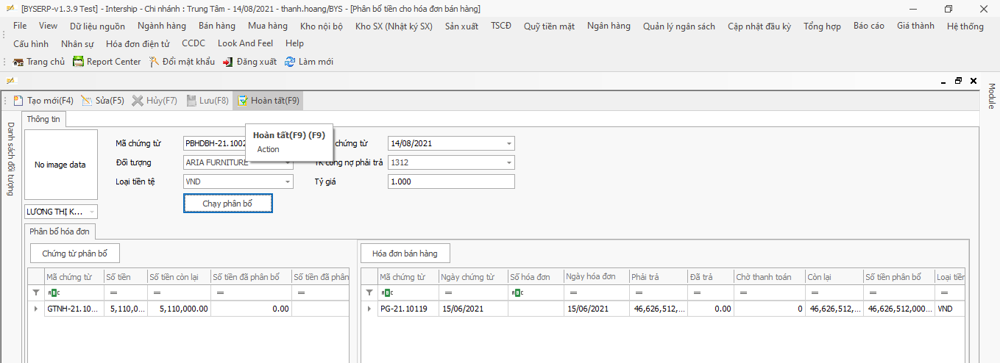 [BYSERP-v1.3.9 Test] - Intership - Chi nhánh : Trung Tâm - 14/08/2021 - thanh.hoang/BYS - [Phân bổ tiền cho hóa đơn bán hàng]
File View Dữ liệu nguồn Ngành hàng Bán hàng Mua hàng Kho nội bộ Kho SX (Nhật ký SX) Sản xuất TSCĐ Quỹ tiền mặt Ngân hàng Quản lý ngân sách Cập nhật đầu kỳ Tổng hợp Báo cáo Giá thành Hệ thống
Cấu hình Nhân sự Hóa đơn điện tử CCDC Look And Feel Help
Trang chủ Report Center Đổi mật khẩu Đăng xuất Làm mới
Module
Tạo mới(F4) Sửa(F5) Hủy(F7) Lưu(F8) Hoàn tất(F9)
Danh sách đối tượng
Thông tin
No image data
LƯƠNG THỊ K...
Mã chứng từ PBHDBH-21.1002 chứng từ 14/08/2021
Hoàn tất(F9) (F9)
Action
Đối tượng ARIA FURNITURE TK công nợ phải trả 1312
Loại tiền tệ VND Tỷ giá 1.000
Chạy phân bổ
Phân bổ hóa đơn
Chứng từ phân bổ
Mã chứng từ Số tiền Số tiền còn lại Số tiền đã phân bổ Số tiền đã phân
ABC = = = =
GTNH-21.10... 5,110,0... 5,110,000.00 0.00
Hóa đơn bán hàng
Mã chứng từ Ngày chứng từ Số hóa đơn Ngày hóa đơn Phải trả Đã trả Chờ thanh toán Còn lại Số tiền phân bổ Loại tiền
ABC = ABC = = = = = = =
PG-21.10119 15/06/2021 15/06/2021 46,626,512,... 0.00 0 46,626,512,... 46,626,512,000... VND